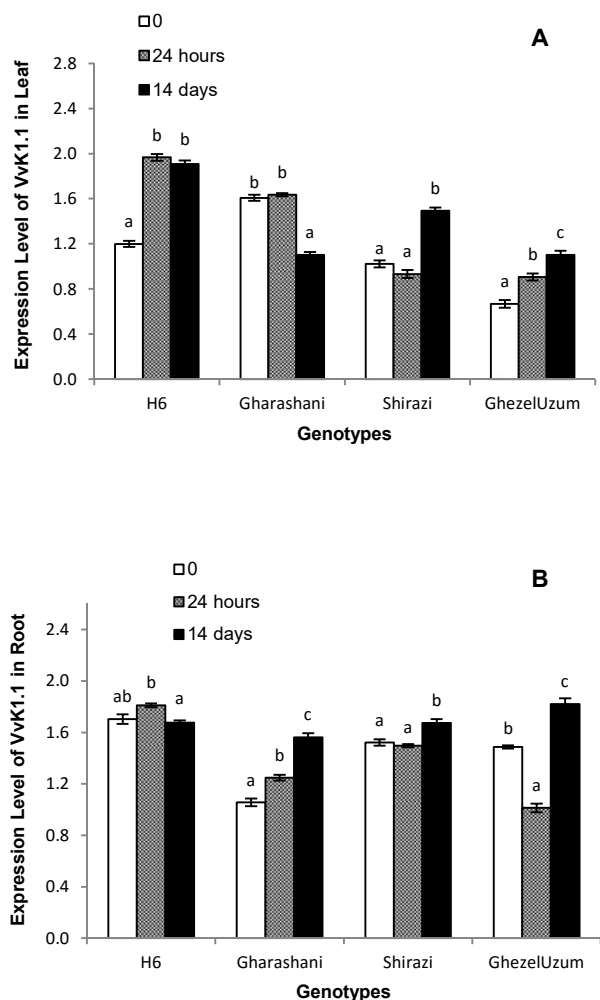 0
A
24 hours
14 days
Expression Level of VvK1.1 in Leaf
2.8
2.4
2.0
1.6
1.2
0.8
0.4
0.0
a b b
b b a
a a b
a b c
H6 Gharashani Shirazi GhezelUzum
Genotypes
0
B
24 hours
14 days
Expression Level of VvK1.1 in Root
2.4
2.0
1.6
1.2
0.8
0.4
0.0
ab b a
a b c
a a b
b a c
H6 Gharashani Shirazi GhezelUzum
Genotypes